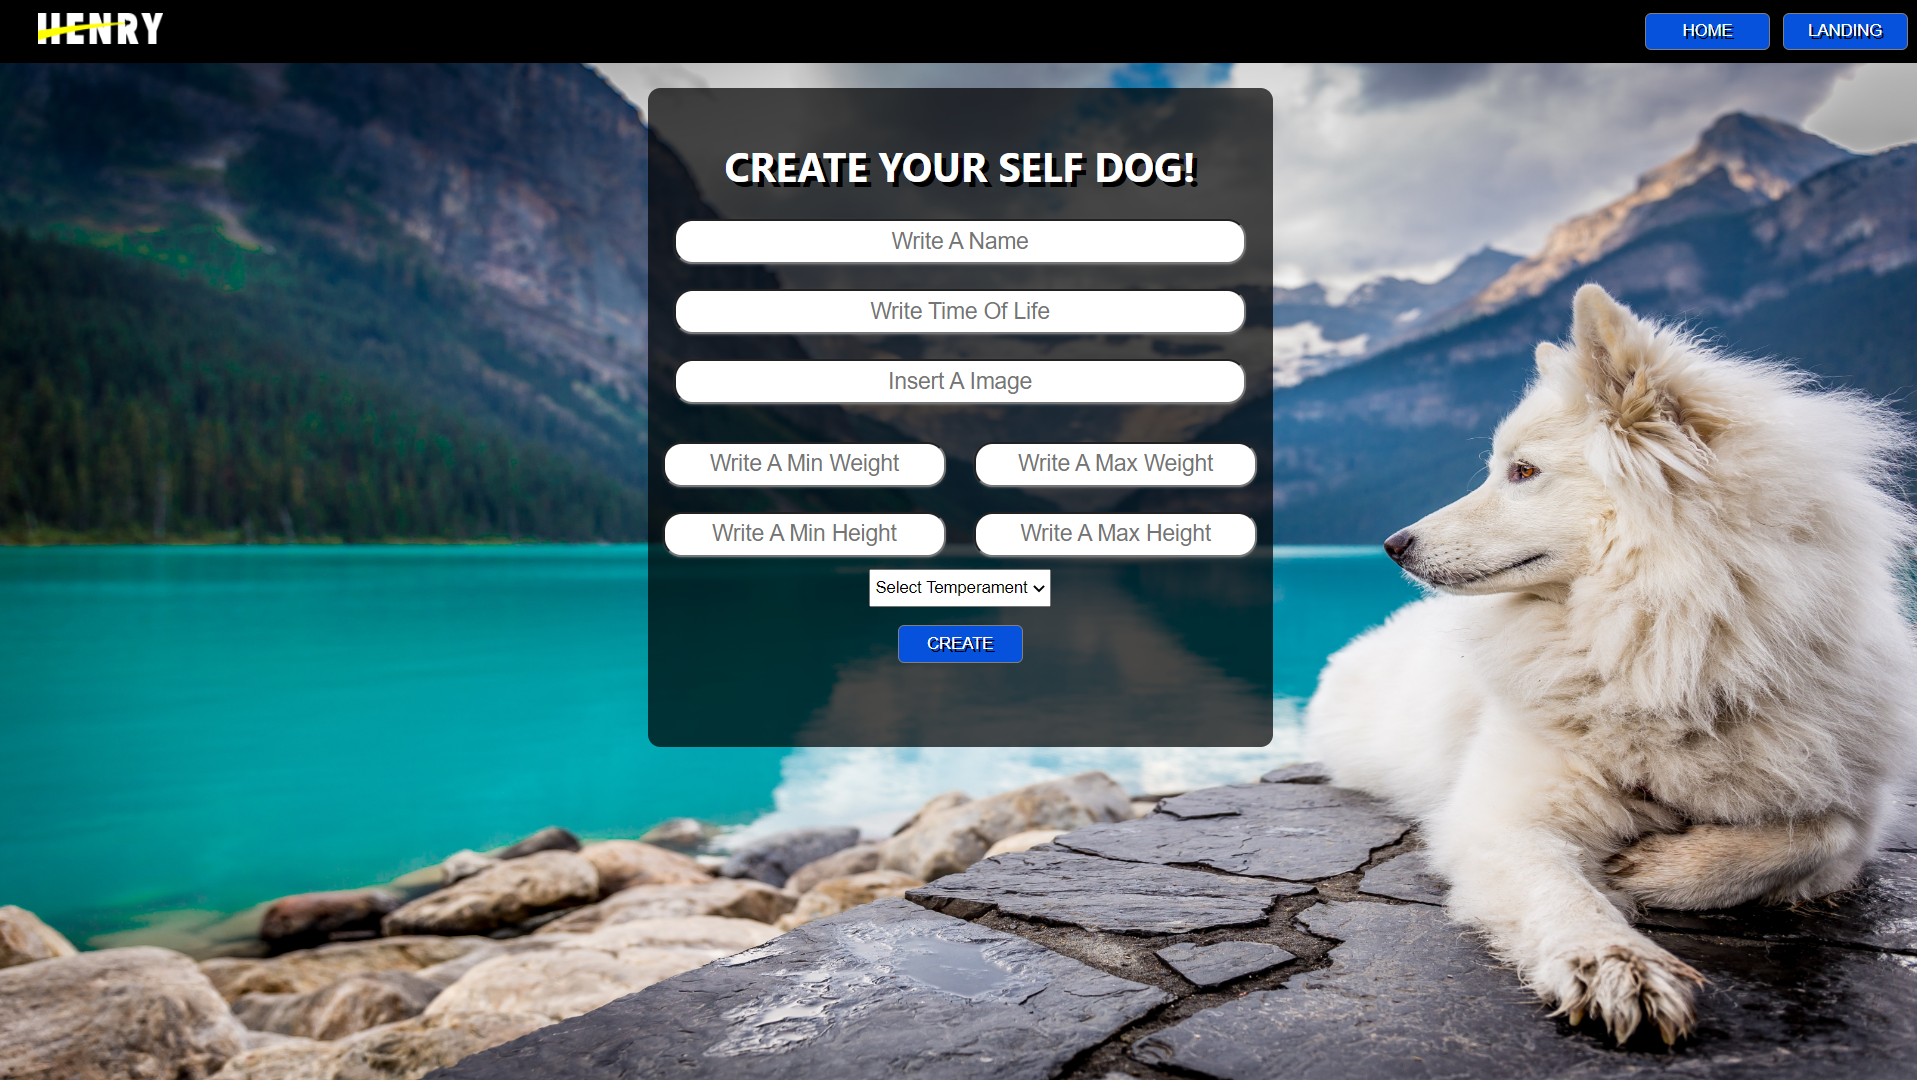 HENRY
HOME
LANDING
CREATE YOUR SELF DOG!
Write A Name
Write Time Of Life
Insert A Image
Write A Min Weight
Write A Max Weight
Write A Min Height
Write A Max Height
Select Temperament
CREATE